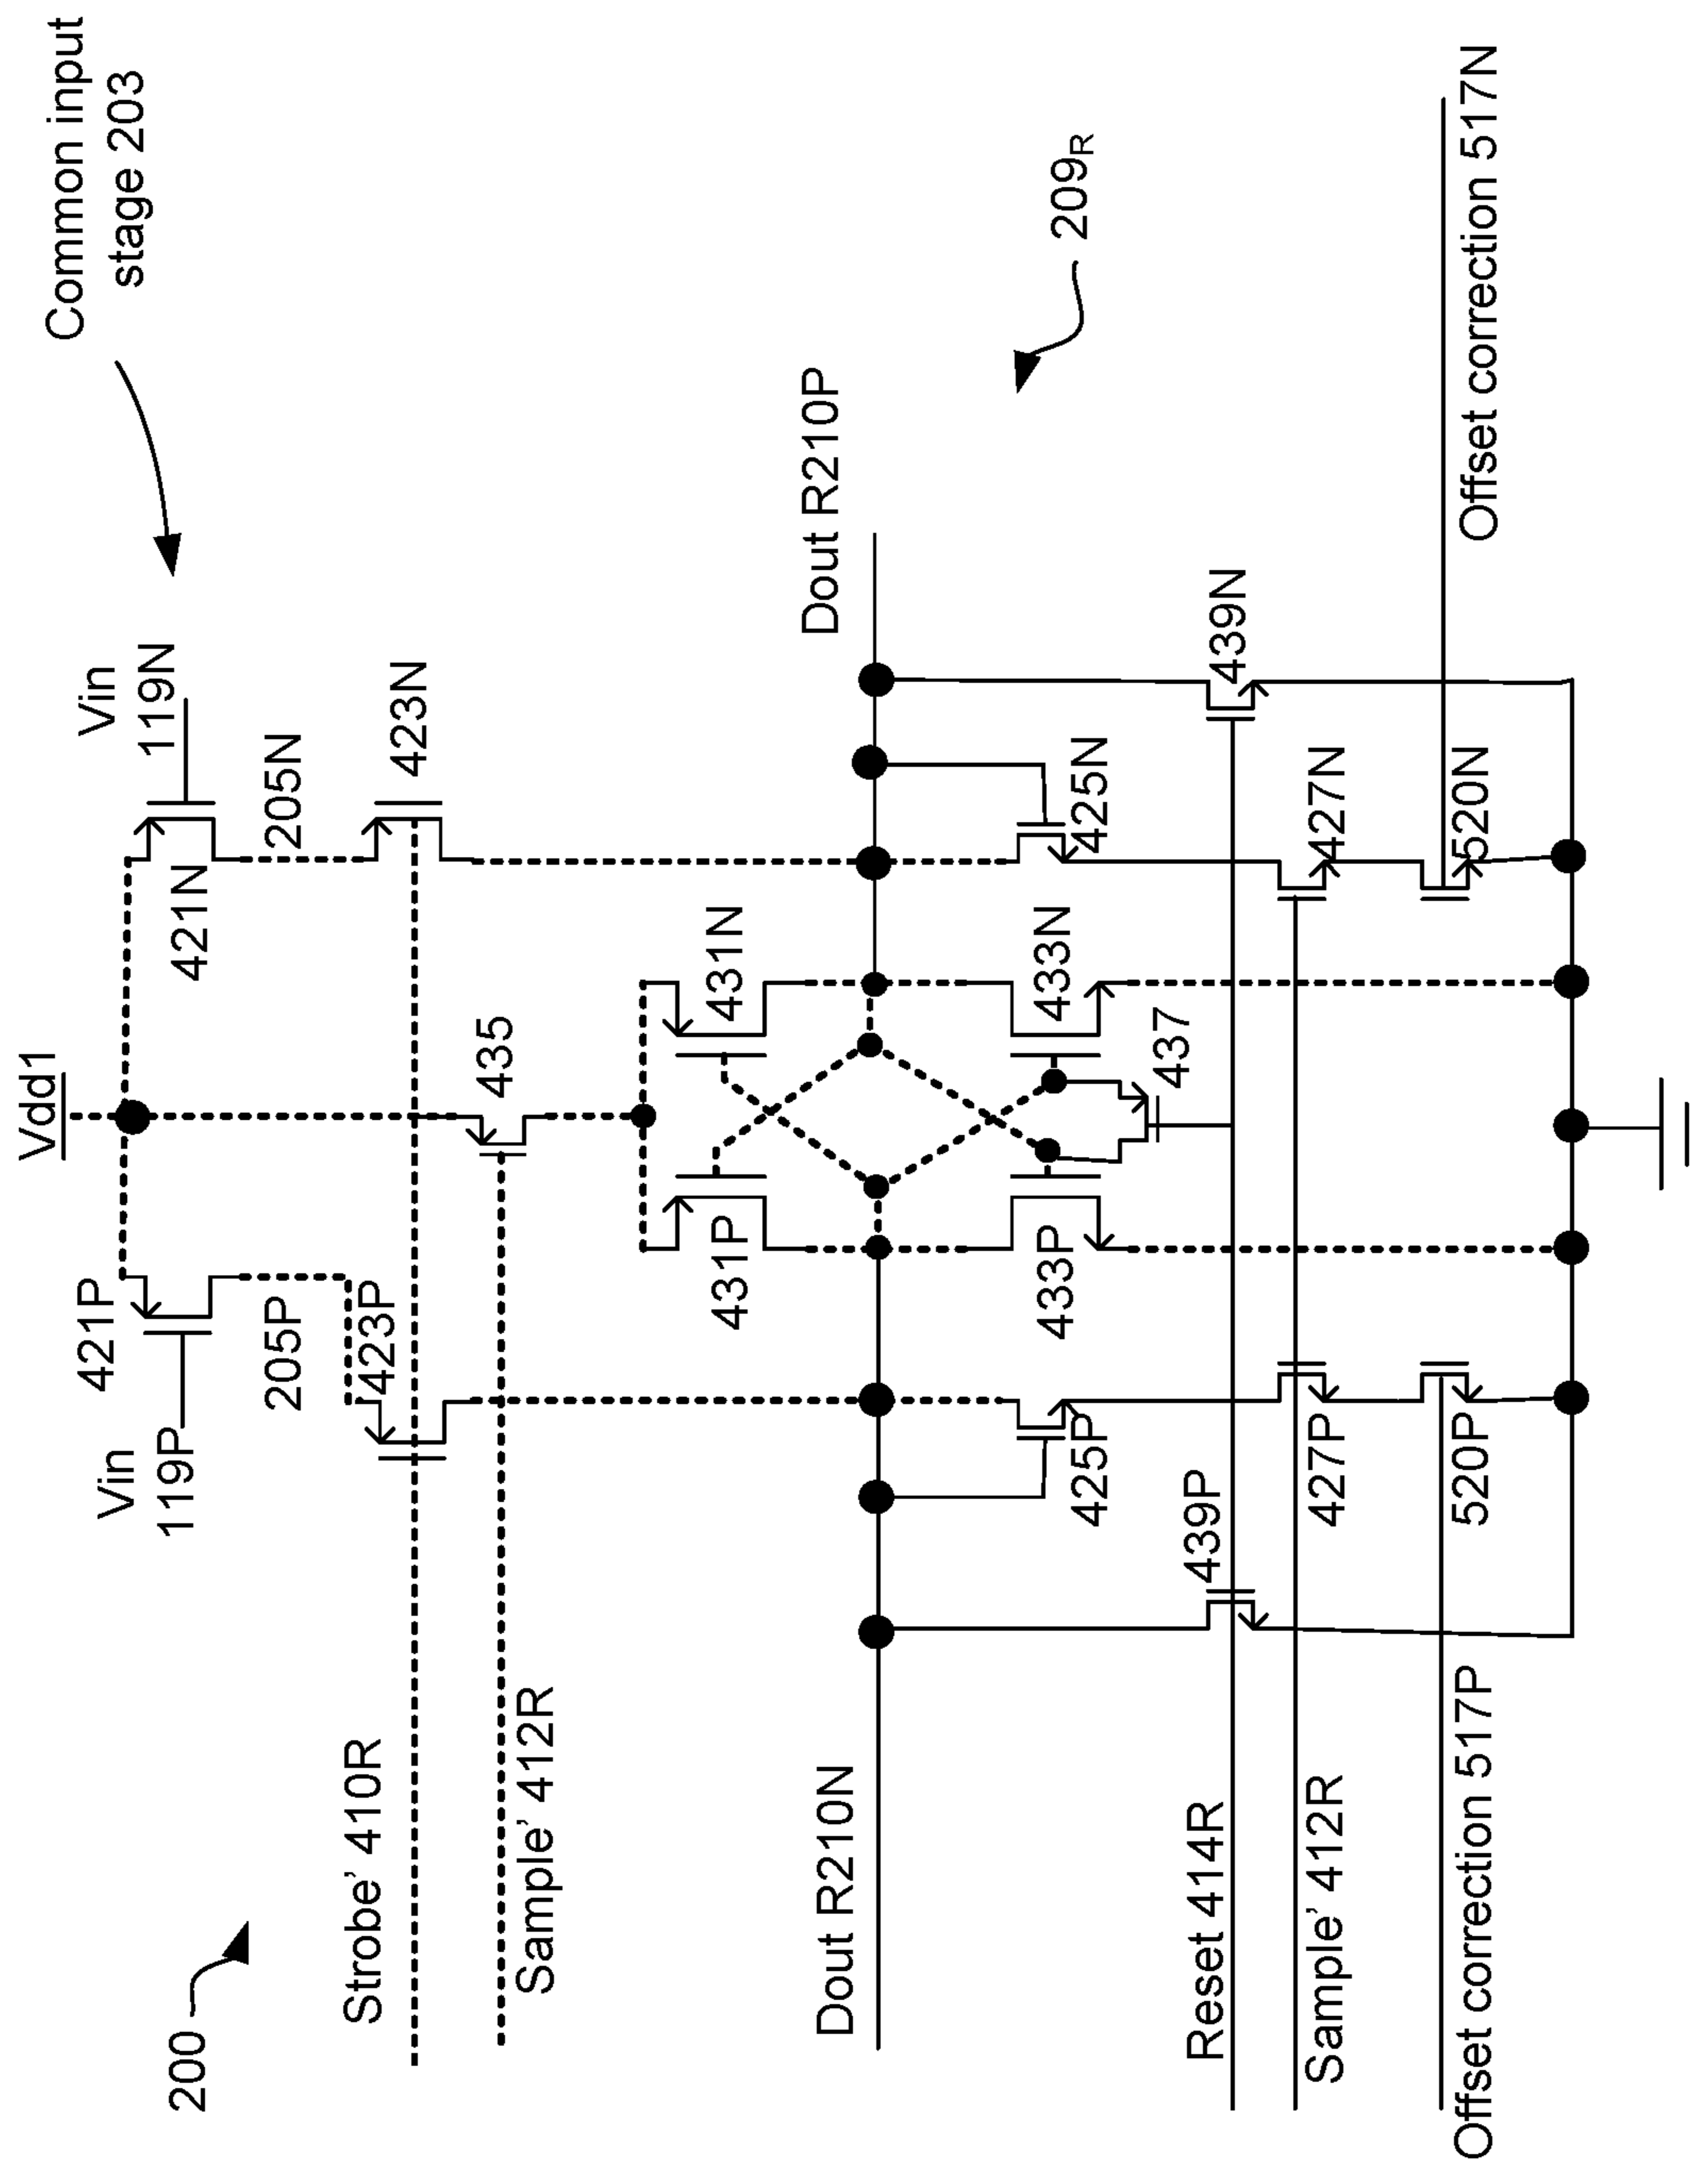 200
Common input
stage 203
Vdd1
Vin
119P
421P
Vin
119N
421N
205P
205N
Strobe’ 410R
423P
423N
Sample’ 412R
435
431P
431N
Dout R210N
Dout R210P
209R
433P
433N
425P
425N
437
439P
439N
Reset 414R
Sample’ 412R
427P
427N
Offset correction 517P
520P
520N
Offset correction 517N